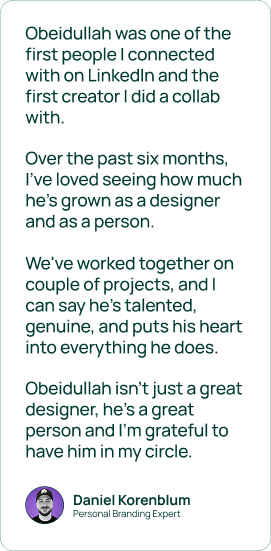 Obeidullah was one of the
first people I connected
with on LinkedIn and the
first creator I did a collab
with.
Over the past six months,
I've loved seeing how much
he's grown as a designer
and as a person.
We've worked together on
couple of projects, and I
can say he's talented,
genuine, and puts his heart
into everything he does.
Obeidullah isn't just a great
designer, he's a great
person and I'm grateful to
have him in my circle.
Daniel Korenblum
Personal Branding Expert